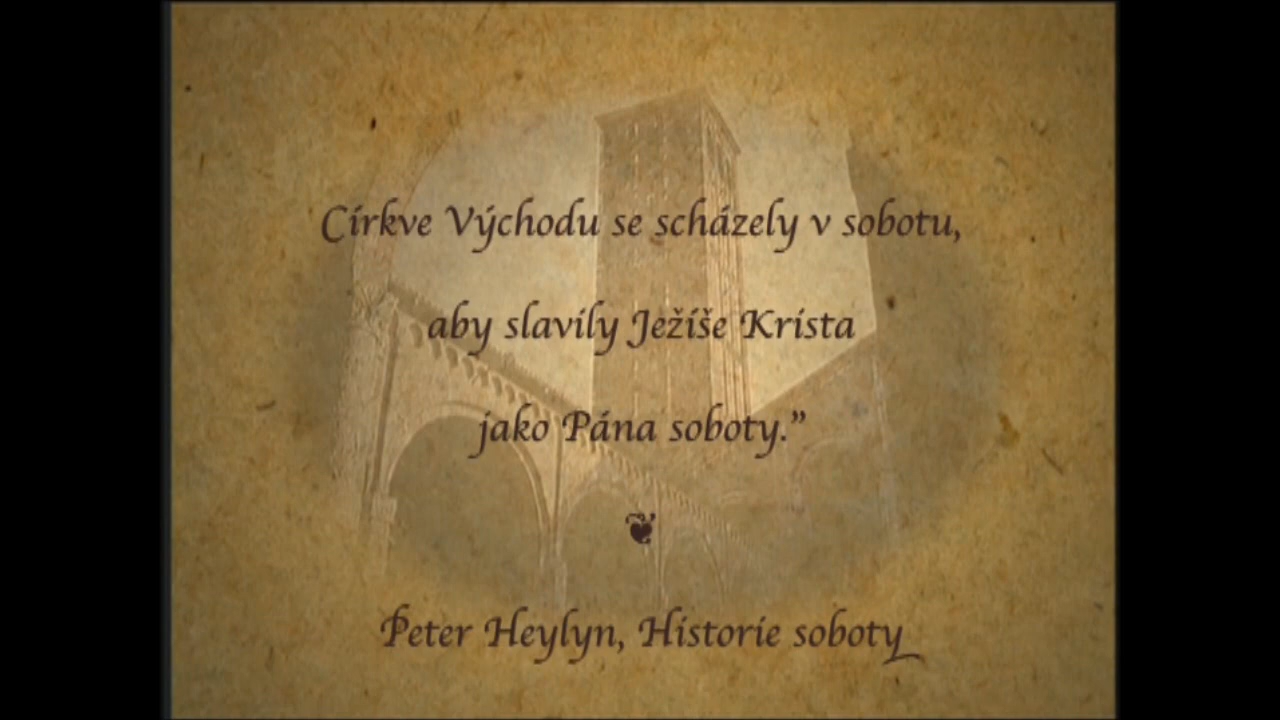 Církve Východu se scházely v sobotu,
aby slavily Ježíše Krista
jako Pána soboty.”
Peter Heylyn, Historie soboty